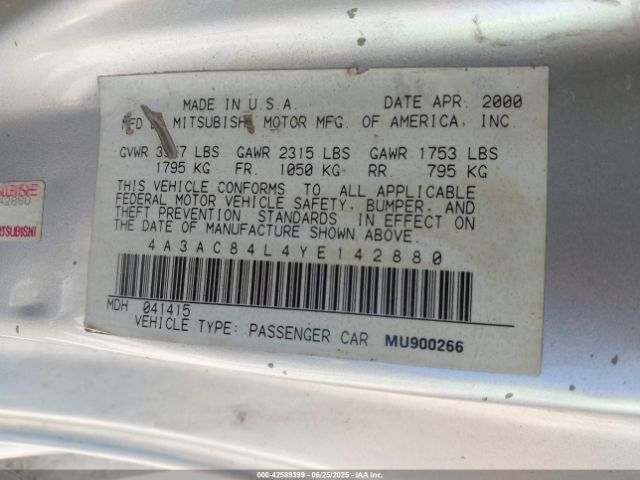 MADE IN U.S.A. DATE APR. 2000
MITSUBISHI MOTOR MFG. OF AMERICA, INC.
GVWR LBS GAWR 2315 LBS GAWR 1753 LBS
1795 KG FR. 1050 KG RR. 795 KG
THIS VEHICLE CONFORMS TO ALL APPLICABLE
FEDERAL MOTOR VEHICLE SAFETY, BUMPER, AND
THEFT PREVENTION STANDARDS IN EFFECT ON
THE DATE OF MANUFACTURE SHOWN ABOVE.
4A3AC84L4YE142880
MDH 041415
VEHICLE TYPE: PASSENGER CAR MU900266
42880
MITSUBISHI
000-42589399 - 06/25/2025 - IAA Inc.